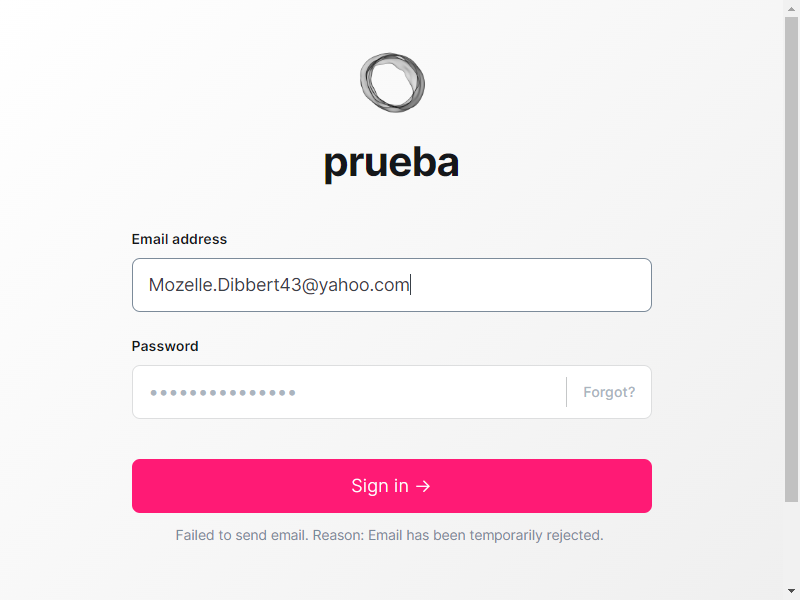 prueba
Email address
Mozelle.Dibbert43@yahoo.com
Password
Forgot?
Sign in →
Failed to send email. Reason: Email has been temporarily rejected.